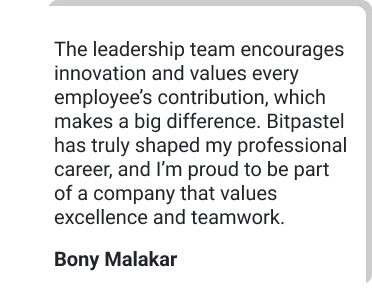 The leadership team encourages
innovation and values every
employee’s contribution, which
makes a big difference. Bitpastel
has truly shaped my professional
career, and I’m proud to be part
of a company that values
excellence and teamwork.
Bony Malakar